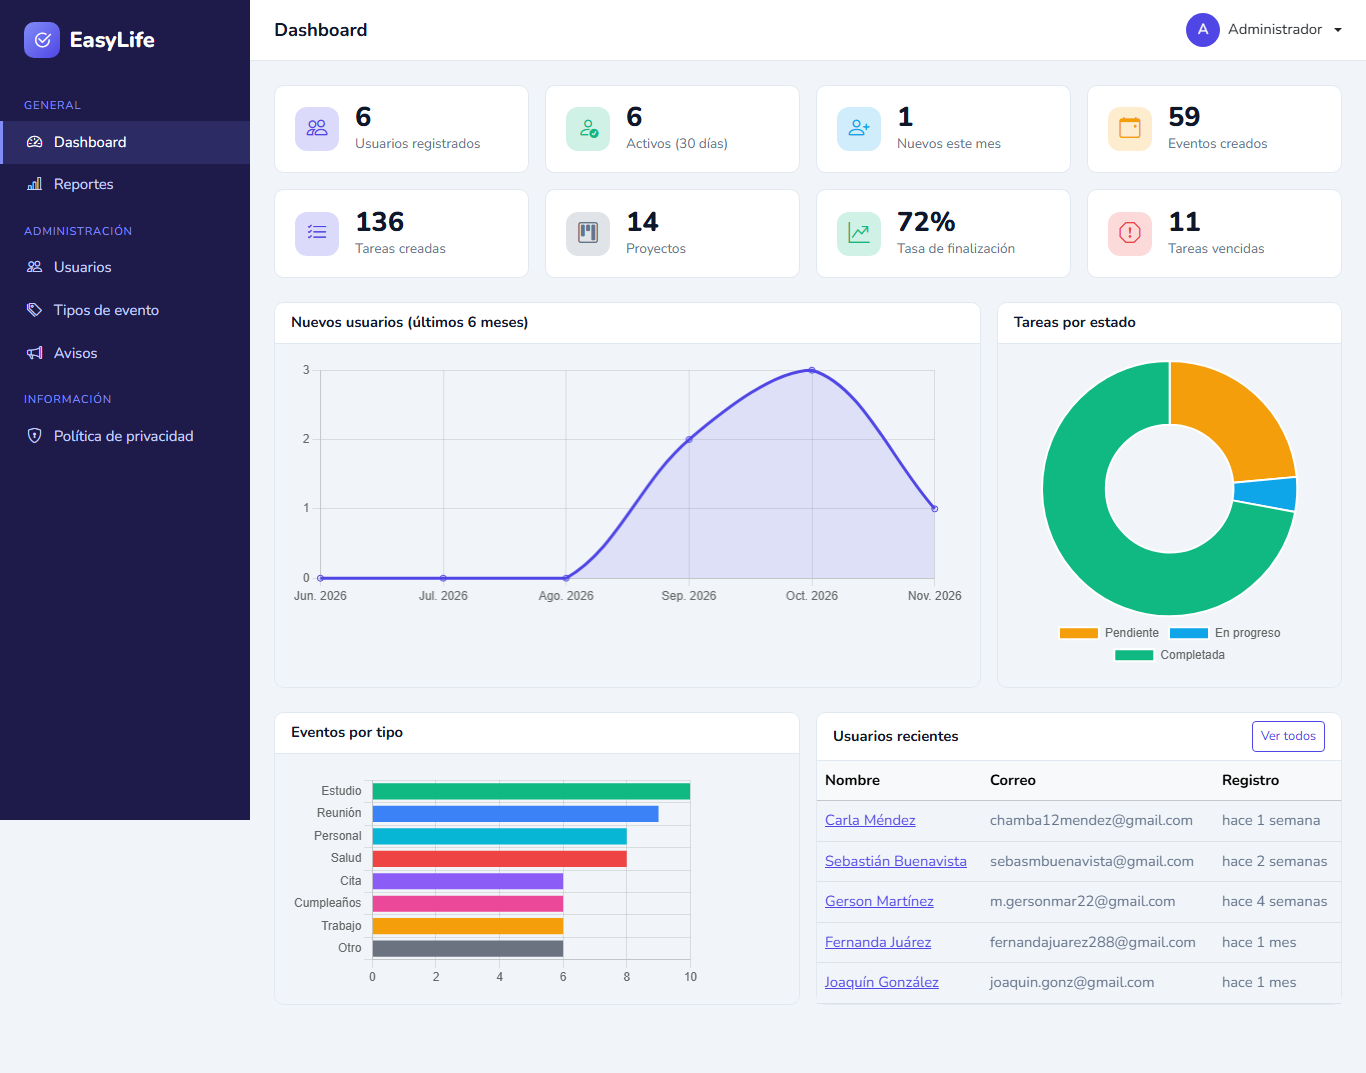 EasyLife
GENERAL
Dashboard
Reportes
ADMINISTRACIÓN
Usuarios
Tipos de evento
Avisos
INFORMACIÓN
Política de privacidad
Dashboard
A Administrador
6
Usuarios registrados
6
Activos (30 días)
1
Nuevos este mes
59
Eventos creados
136
Tareas creadas
14
Proyectos
72%
Tasa de finalización
11
Tareas vencidas
Nuevos usuarios (últimos 6 meses)
3
2
1
0
Jun. 2026 Jul. 2026 Ago. 2026 Sep. 2026 Oct. 2026 Nov. 2026
Tareas por estado
Pendiente En progreso
Completada
Eventos por tipo
Estudio
Reunión
Personal
Salud
Cita
Cumpleaños
Trabajo
Otro
0 2 4 6 8 10
Usuarios recientes Ver todos
Nombre Correo Registro
Carla Méndez chamba12mendez@gmail.com hace 1 semana
Sebastián Buenavista sebasmbuenavista@gmail.com hace 2 semanas
Gerson Martínez m.gersonmar22@gmail.com hace 4 semanas
Fernanda Juárez fernandajuarez288@gmail.com hace 1 mes
Joaquín González joaquin.gonz@gmail.com hace 1 mes